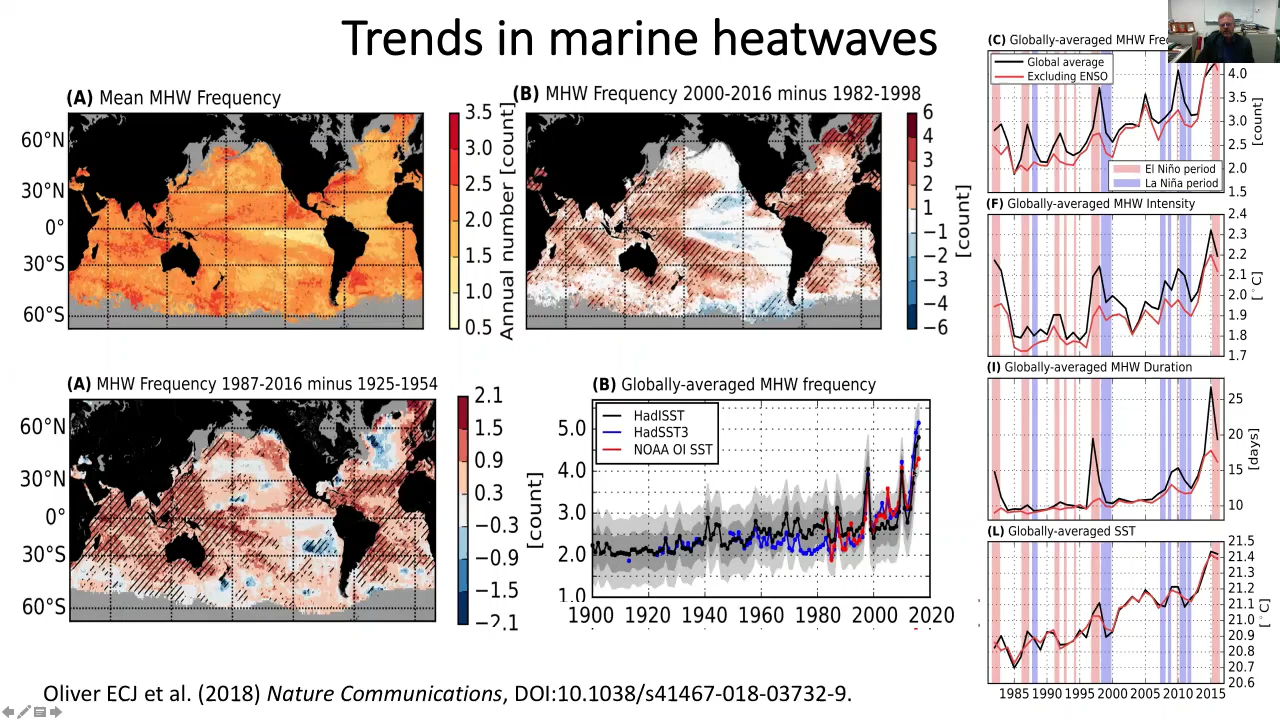 Trends in marine heatwaves
(A) Mean MHW Frequency
60°N
30°N
0°
30°S
60°S
3.5
3.0
2.5
2.0
1.5
1.0
0.5
Annual number [count]
(B) MHW Frequency 2000-2016 minus 1982-1998
6
4
3
2
1
−1
−2
−3
−4
−6
[count]
(A) MHW Frequency 1987-2016 minus 1925-1954
60°N
30°N
0°
30°S
60°S
2.1
1.5
0.9
0.3
−0.3
−0.9
−1.5
−2.1
[count]
(B) Globally-averaged MHW frequency
HadISST
HadSST3
NOAA OI SST
5.0
4.0
3.0
2.0
1.0
1900 1920 1940 1960 1980 2000 2020
(C) Globally-averaged MHW
Global average
Excluding ENSO
El Niño period
La Niña period
4.0
3.5
3.0
2.5
2.0
1.5
[count]
(F) Globally-averaged MHW Intensity
2.4
2.3
2.2
2.1
2.0
1.9
1.8
1.7
[°C]
(I) Globally-averaged MHW Duration
25
20
15
10
[days]
(L) Globally-averaged SST
21.5
21.4
21.3
21.2
21.1
21.0
20.9
20.8
20.7
20.6
[°C]
1985 1990 1995 2000 2005 2010 2015
Oliver ECJ et al. (2018) Nature Communications, DOI:10.1038/s41467-018-03732-9.